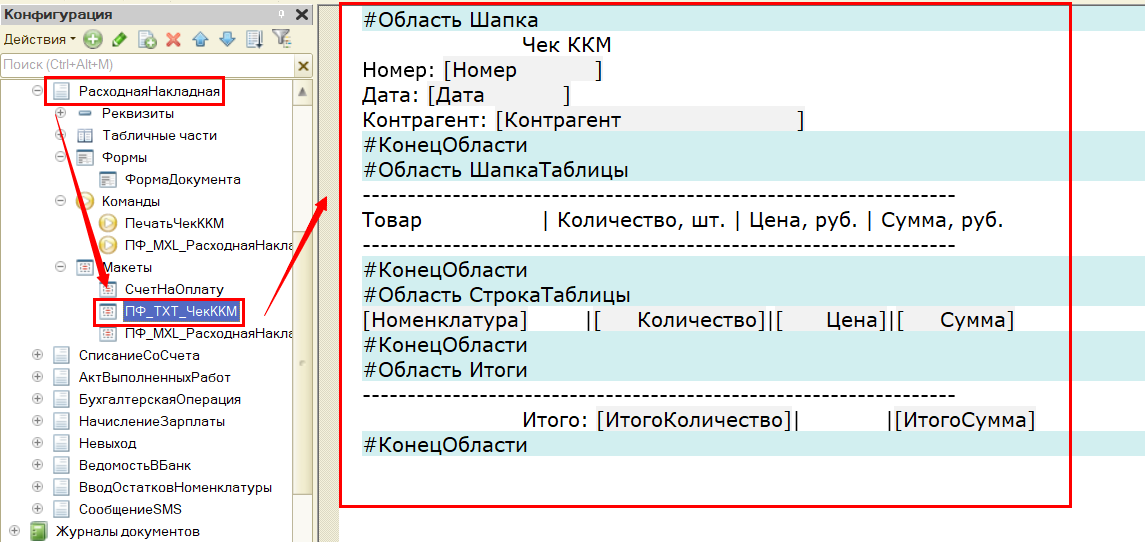 Конфигурация
Действия
Поиск (Ctrl+Alt+M)
РасходнаяНакладная
Реквизиты
Табличные части
Формы
ФормаДокумента
Команды
ПечатьЧекККМ
ПФ_MXL_РасходнаяНакла
Макеты
СчетНаОплату
ПФ_TXT_ЧекККМ
ПФ_MXL_РасходнаяНакла
СписаниеСоСчета
АктВыполненныхРабот
БухгалтерскаяОперация
НачислениеЗарплаты
Невыход
ВедомостьВБанк
ВводОстатковНоменклатуры
СообщениеSMS
Журналы документов
#Область Шапка
Чек ККМ
Номер: [Номер ]
Дата: [Дата ]
Контрагент: [Контрагент ]
#КонецОбласти
#Область ШапкаТаблицы
------------------------------------------------------------------
Товар | Количество, шт. | Цена, руб. | Сумма, руб.
------------------------------------------------------------------
#КонецОбласти
#Область СтрокаТаблицы
[Номенклатура] |[ Количество]|[ Цена]|[ Сумма]
#КонецОбласти
#Область Итоги
------------------------------------------------------------------
Итого: [ИтогоКоличество]| |[ИтогоСумма]
#КонецОбласти